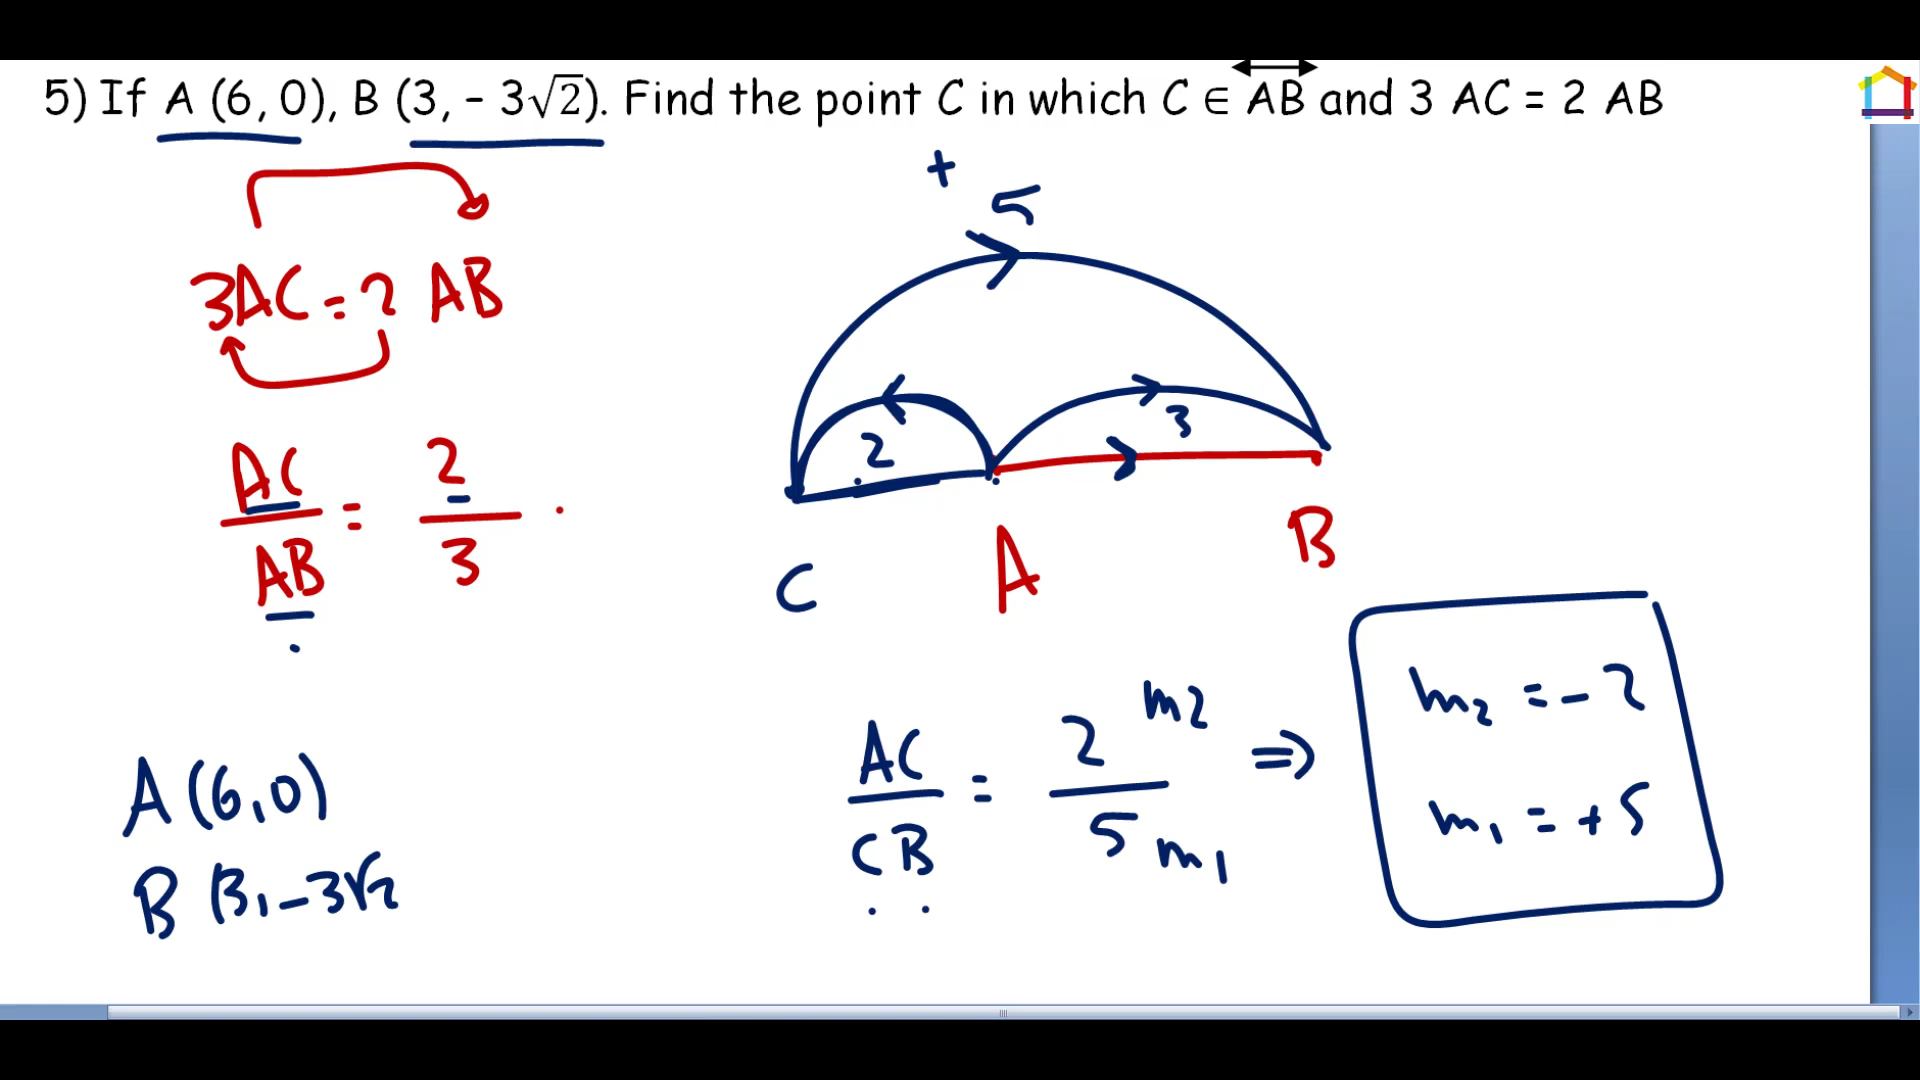 5) If A (6, 0), B (3, - 3√2). Find the point C in which C ∈ AB and 3 AC = 2 AB
+ 5
3AC = 2 AB
2
3
AC/AB = 2/3
C
A
B
AC/CB = 2 m2/5 m1 ⇒
m2 = - 2
m1 = + 5
A (6,0)
B (3, -3√2